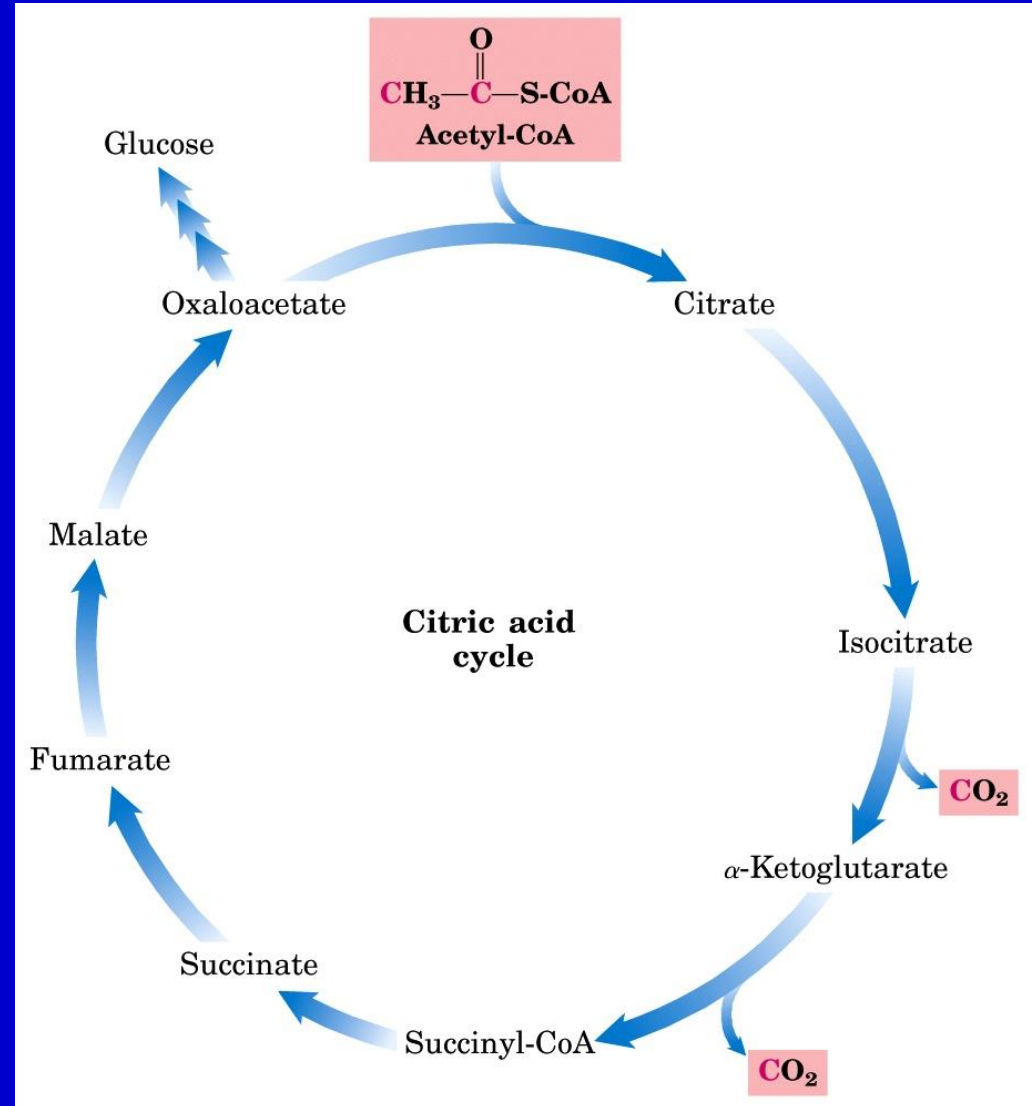 O
CH₃—C—S-CoA
Acetyl-CoA
Glucose
Oxaloacetate
Citrate
Malate
Citric acid
cycle
Isocitrate
Fumarate
CO₂
α-Ketoglutarate
Succinate
Succinyl-CoA
CO₂